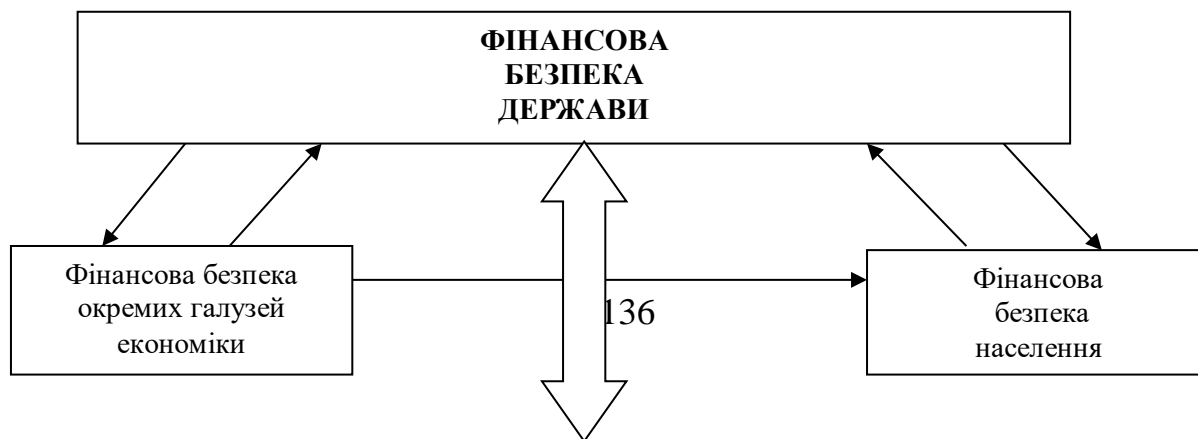 ФІНАНСОВА
БЕЗПЕКА
ДЕРЖАВИ
Фінансова безпека
окремих галузей
економіки
136
Фінансова
безпека
населення